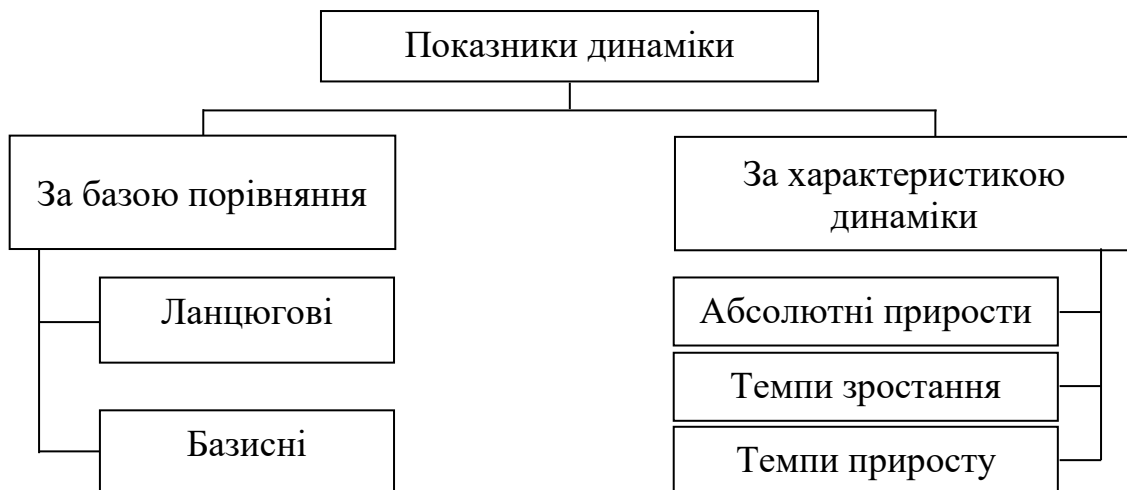 Показники динаміки
За базою порівняння
Ланцюгові
Базисні
За характеристикою
динаміки
Абсолютні прирости
Темпи зростання
Темпи приросту